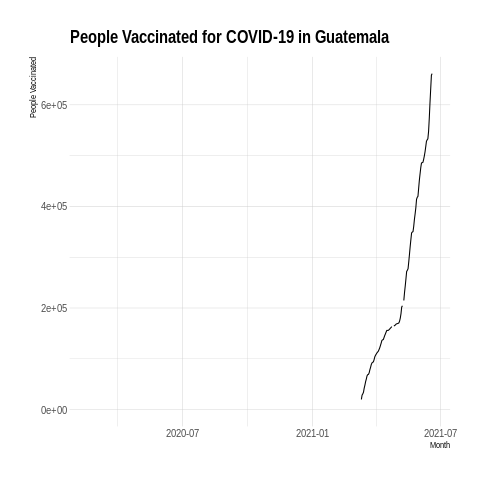 People Vaccinated for COVID-19 in Guatemala
People Vaccinated
6e+05
4e+05
2e+05
0e+00
2020-07
2021-01
2021-07
Month